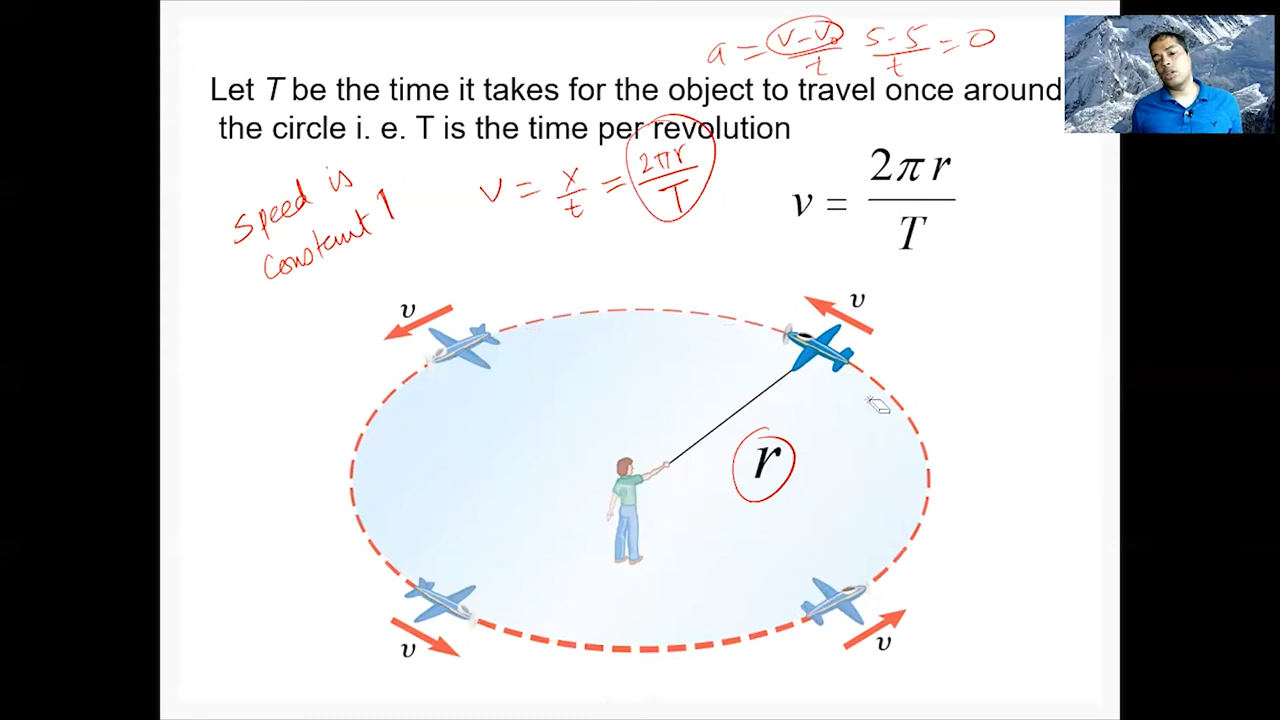 a = v - v₀ / t   5 - 5 / t = 0
Let T be the time it takes for the object to travel once around
the circle i. e. T is the time per revolution
speed is
constant
v = x / t = 2πr / T
v = 2π r / T
υ
υ
r
υ
υ